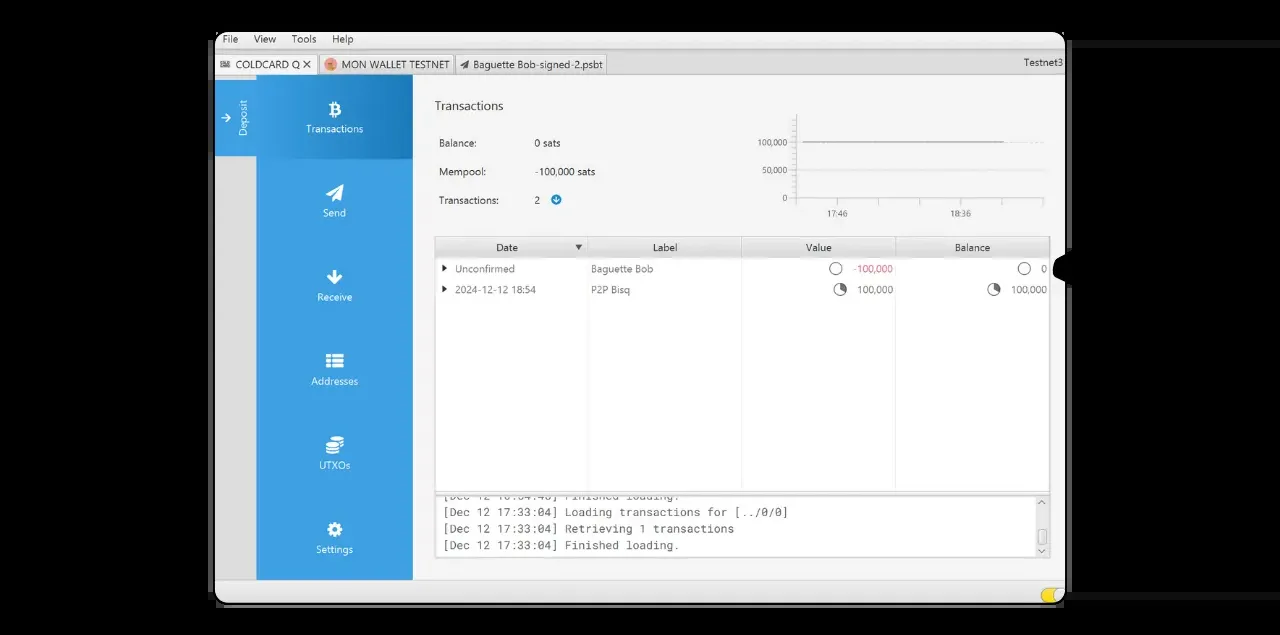 File View Tools Help
COLDCARD Q MON WALLET TESTNET Baguette Bob-signed-2.psbt Testnet3
Deposit
Transactions
Send
Receive
Addresses
UTXOs
Settings
Transactions
Balance: 0 sats
Mempool: -100,000 sats
Transactions: 2
100,000
50,000
0
17:46 18:36
Date Label Value Balance
Unconfirmed Baguette Bob -100,000 0
2024-12-12 18:54 P2P Bisq 100,000 100,000
[Dec 12 17:33:04] Loading transactions for [../0/0]
[Dec 12 17:33:04] Retrieving 1 transactions
[Dec 12 17:33:04] Finished loading.